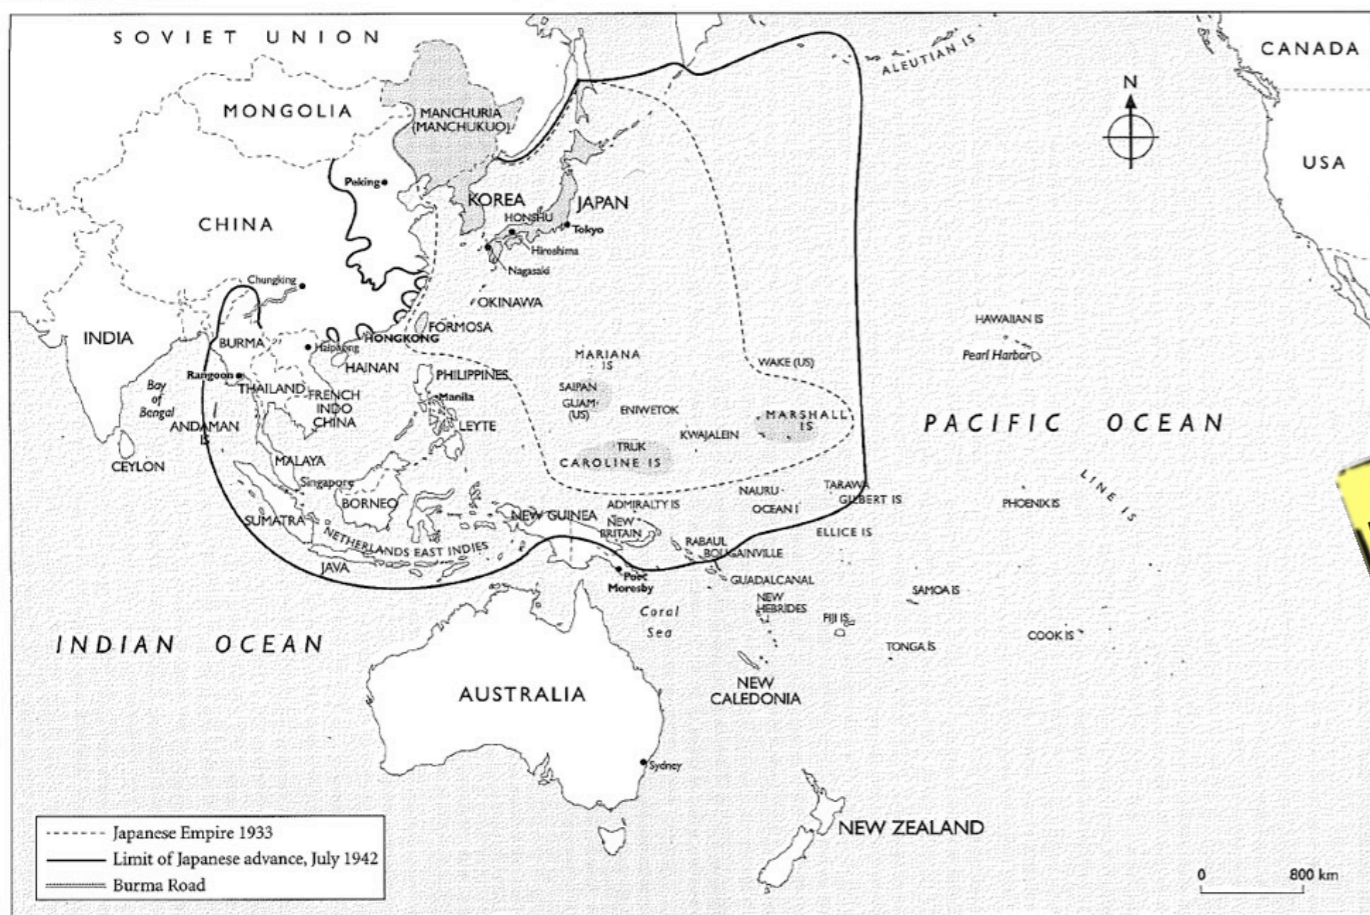 SOVIET UNION
ALEUTIAN IS
CANADA
MONGOLIA
MANCHURIA
(MANCHUKUO)
N
USA
Peking
KOREA
JAPAN
HONSHU
Tokyo
Hiroshima
Nagasaki
CHINA
Chungking
OKINAWA
INDIA
BURMA
FORMOSA
HONGKONG
Haiphong
HAINAN
HAWAIIAN IS
Pearl Harbor
MARIANA
IS
WAKE (US)
Rangoon
THAILAND
PHILIPPINES
Manila
SAIPAN
GUAM
(US)
ENIWETOK
Bay
of
Bengal
FRENCH
INDO
CHINA
MARSHALL
IS
PACIFIC OCEAN
ANDAMAN
IS
LEYTE
KWAJALEIN
TRUK
CAROLINE IS
CEYLON
MALAYA
Singapore
BORNEO
NAURU
TARAWA
GILBERT IS
OCEAN I
PHOENIX IS
LINE IS
SUMATRA
NEW GUINEA
ADMIRALTY IS
NEW
BRITAIN
NETHERLANDS EAST INDIES
ELLICE IS
RABAUL
BOUGAINVILLE
JAVA
Port
Moresby
GUADALCANAL
Coral
Sea
NEW
HEBRIDES
SAMOA IS
FIJI IS
COOK IS
TONGA IS
INDIAN OCEAN
AUSTRALIA
NEW
CALEDONIA
Sydney
NEW ZEALAND
Japanese Empire 1933
Limit of Japanese advance, July 1942
Burma Road
0 800 km